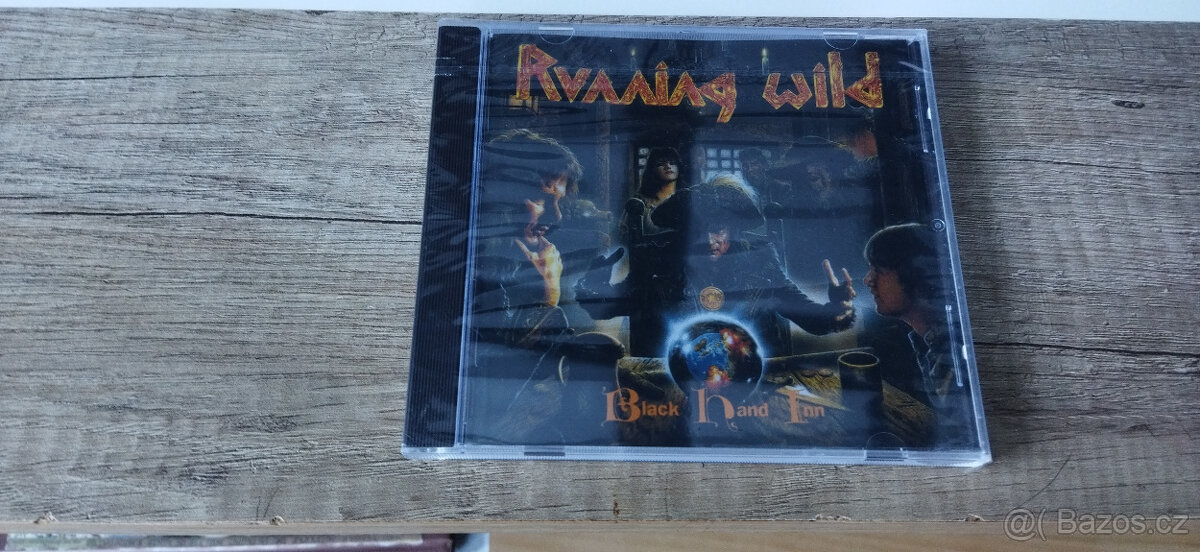 Running Wild
Black Hand Inn
@( Bazos.cz